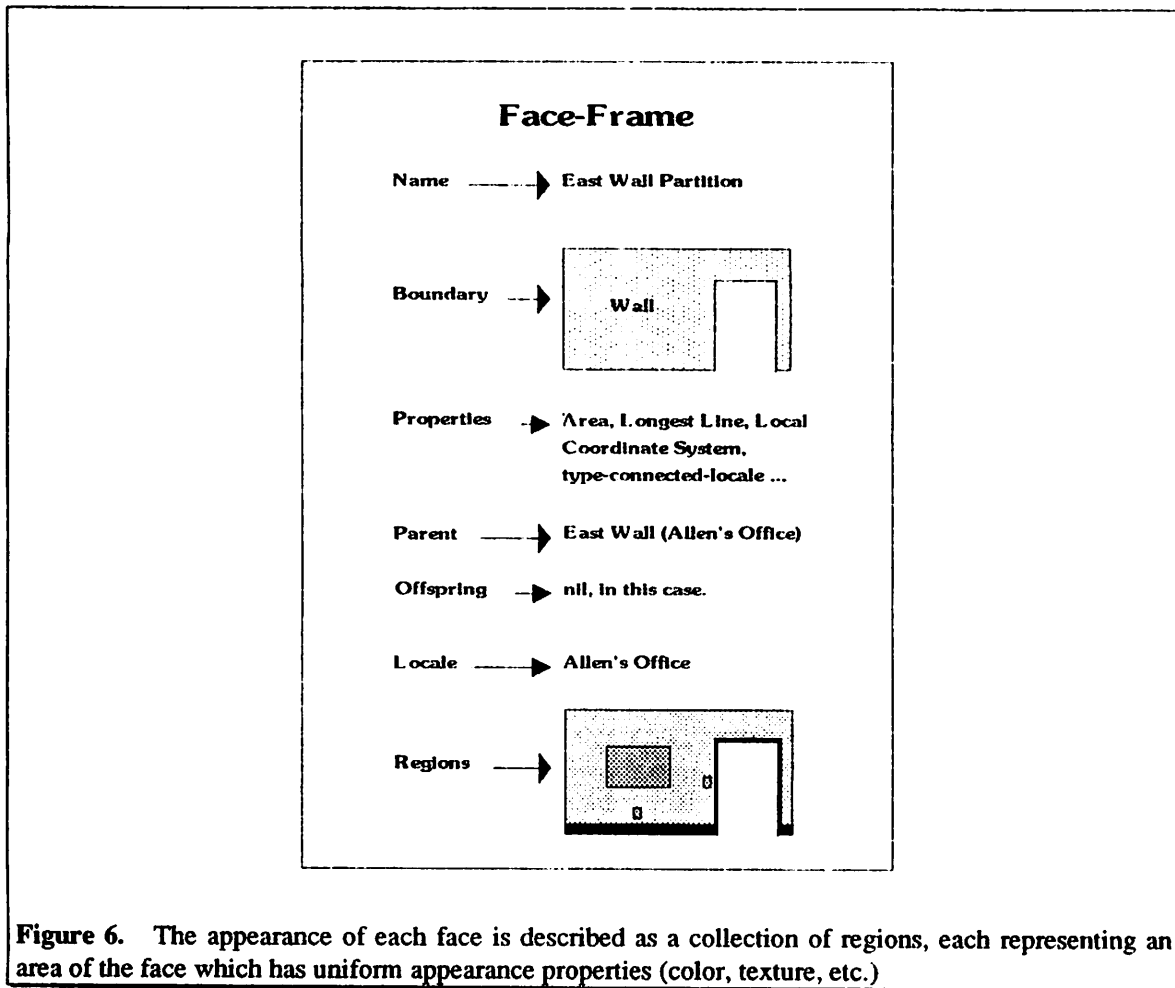 Face-Frame
Name East Wall Partition
Boundary Wall
Properties Area, Longest Line, Local
Coordinate System,
type-connected-locale ...
Parent East Wall (Allen's Office)
Offspring nil, in this case.
Locale Allen's Office
Regions
Figure 6. The appearance of each face is described as a collection of regions, each representing an
area of the face which has uniform appearance properties (color, texture, etc.)